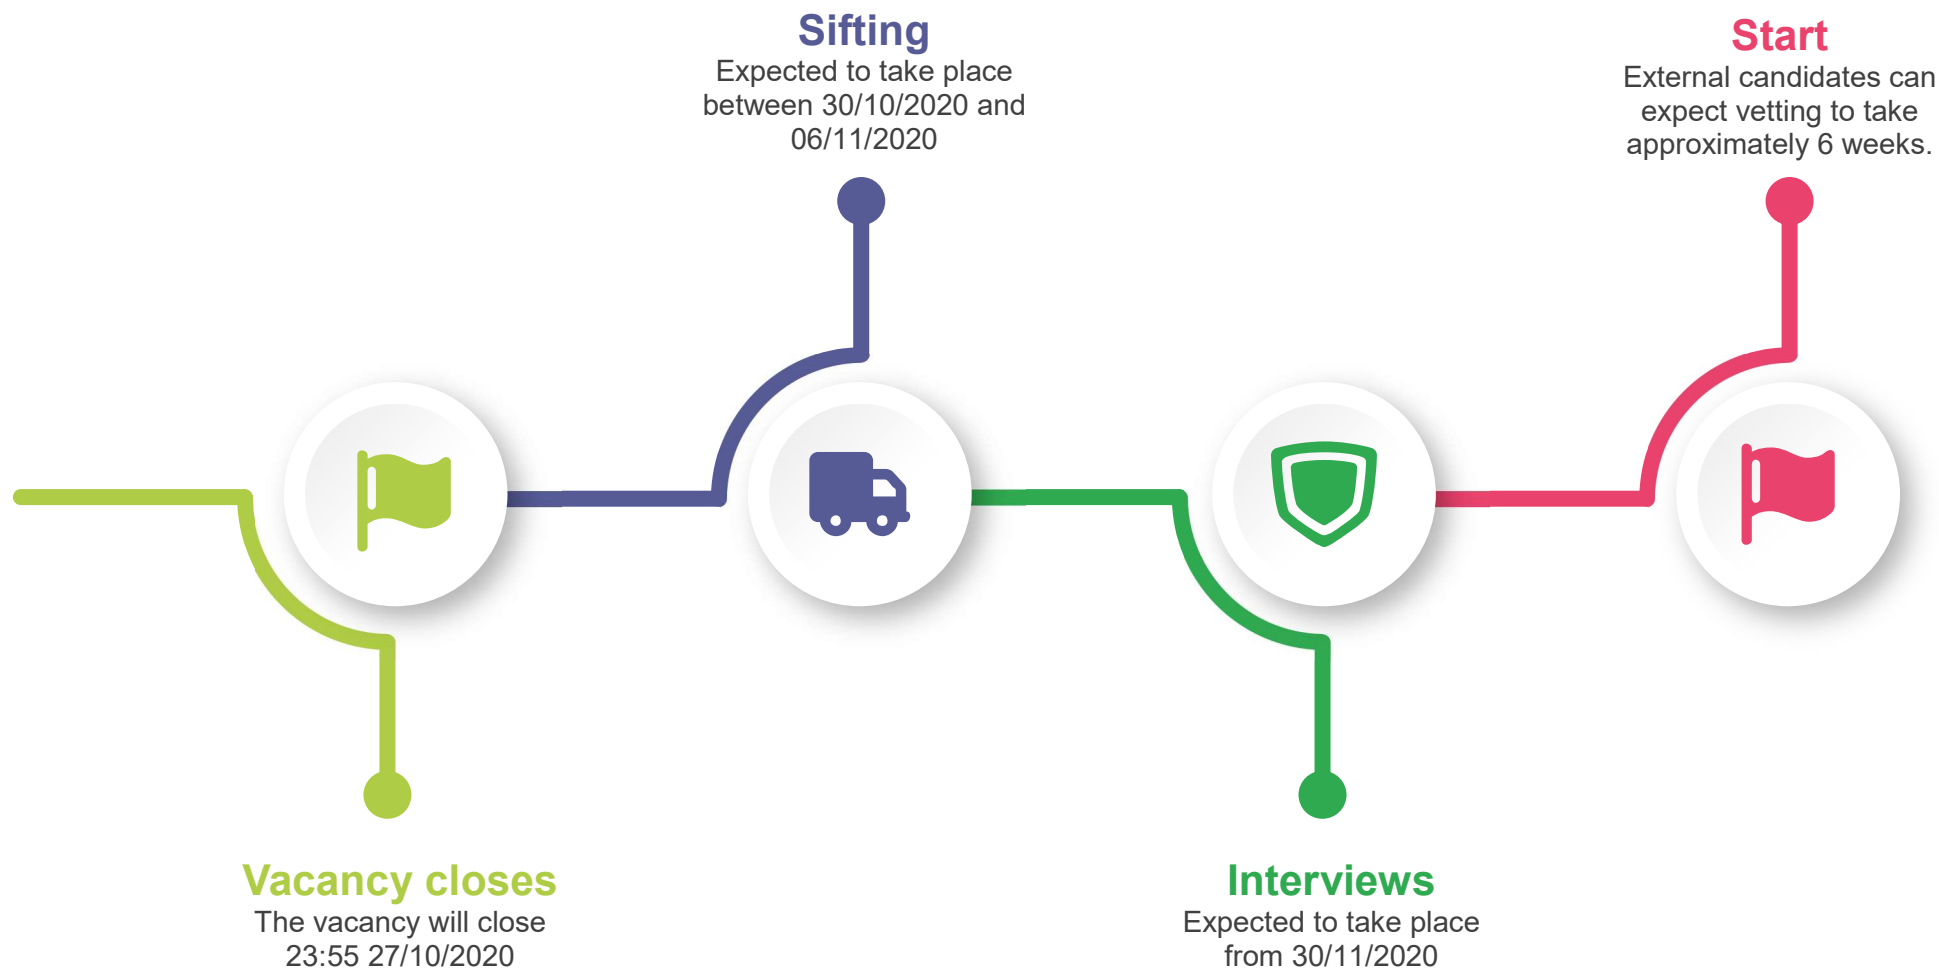 Sifting
Expected to take place
between 30/10/2020 and
06/11/2020
Start
External candidates can
expect vetting to take
approximately 6 weeks.
Vacancy closes
The vacancy will close
23:55 27/10/2020
Interviews
Expected to take place
from 30/11/2020